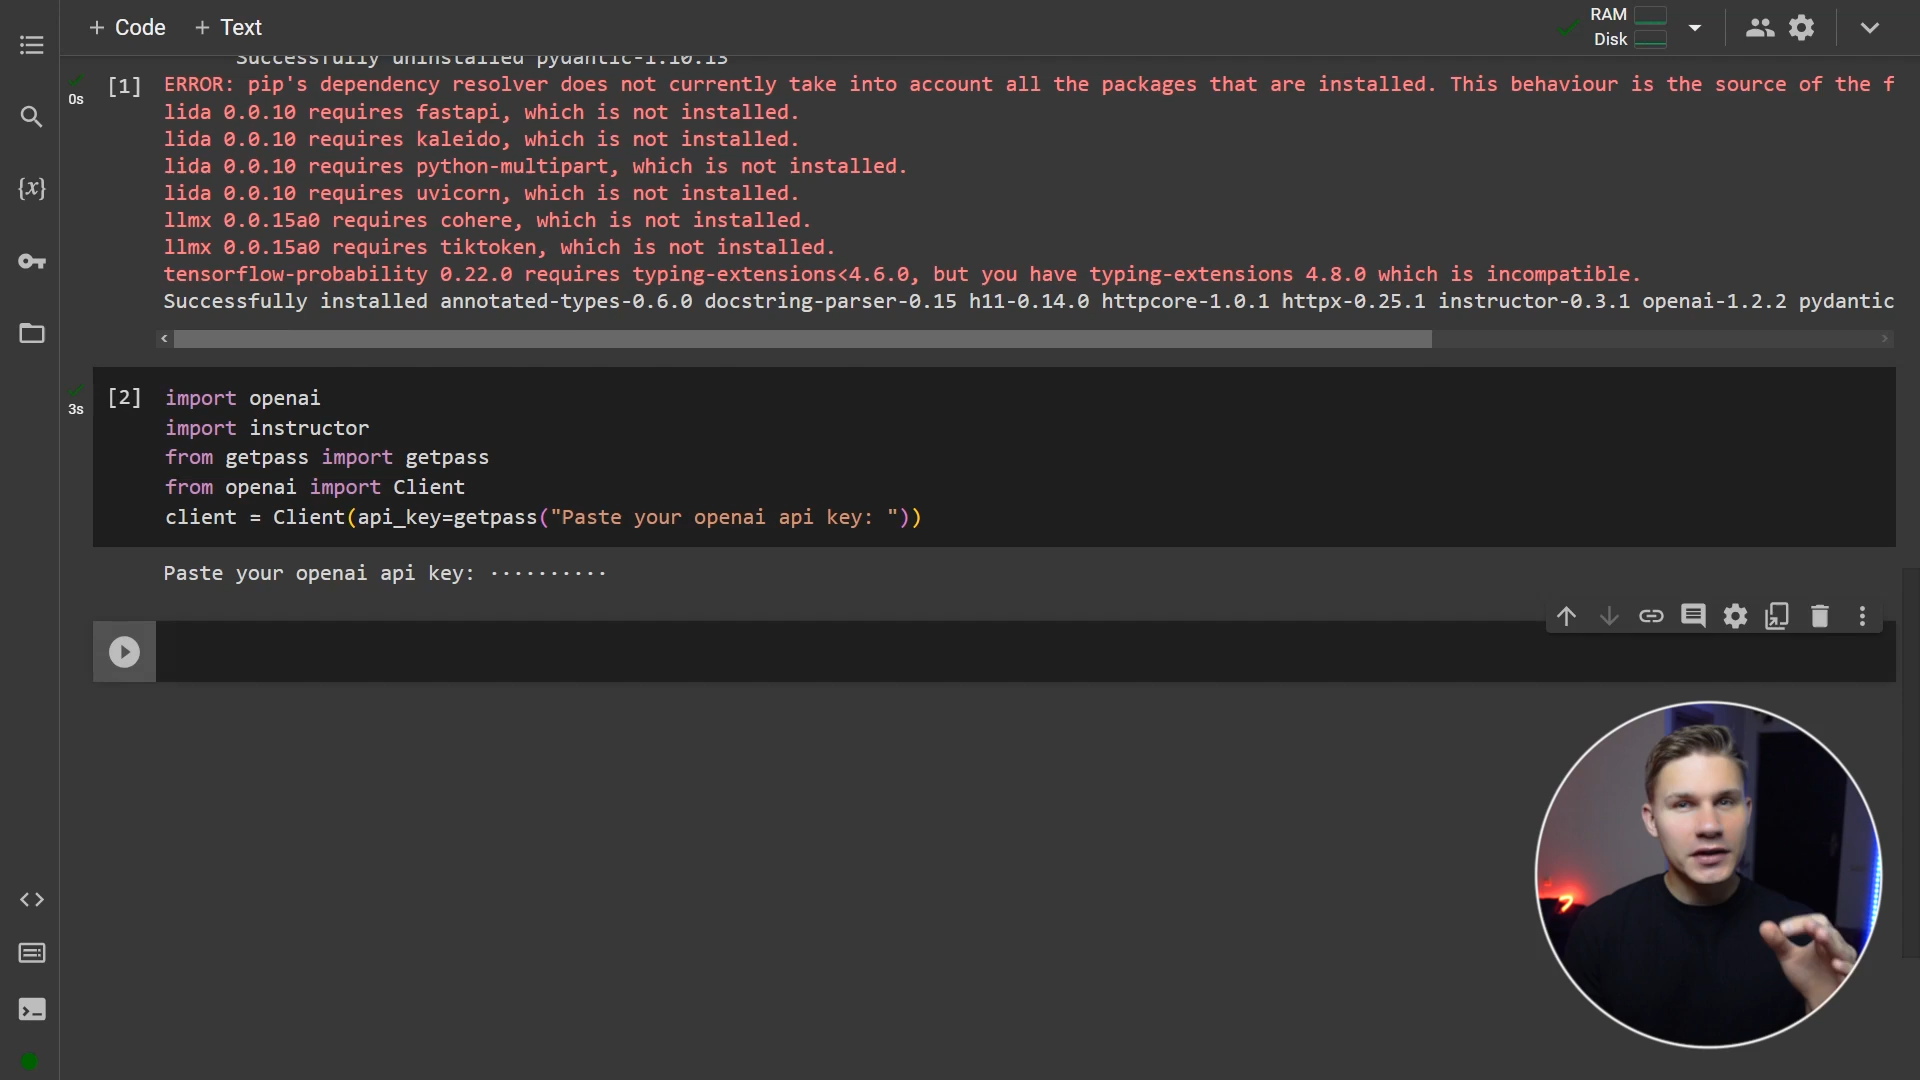 + Code + Text
RAM
Disk
Successfully uninstalled pydantic-1.10.13
[1] ERROR: pip's dependency resolver does not currently take into account all the packages that are installed. This behaviour is the source of the f
0s
lida 0.0.10 requires fastapi, which is not installed.
lida 0.0.10 requires kaleido, which is not installed.
lida 0.0.10 requires python-multipart, which is not installed.
lida 0.0.10 requires uvicorn, which is not installed.
llmx 0.0.15a0 requires cohere, which is not installed.
llmx 0.0.15a0 requires tiktoken, which is not installed.
tensorflow-probability 0.22.0 requires typing-extensions<4.6.0, but you have typing-extensions 4.8.0 which is incompatible.
Successfully installed annotated-types-0.6.0 docstring-parser-0.15 h11-0.14.0 httpcore-1.0.1 httpx-0.25.1 instructor-0.3.1 openai-1.2.2 pydantic
[2] import openai
3s
import instructor
from getpass import getpass
from openai import Client
client = Client(api_key=getpass("Paste your openai api key: "))
Paste your openai api key: ··········
{x}